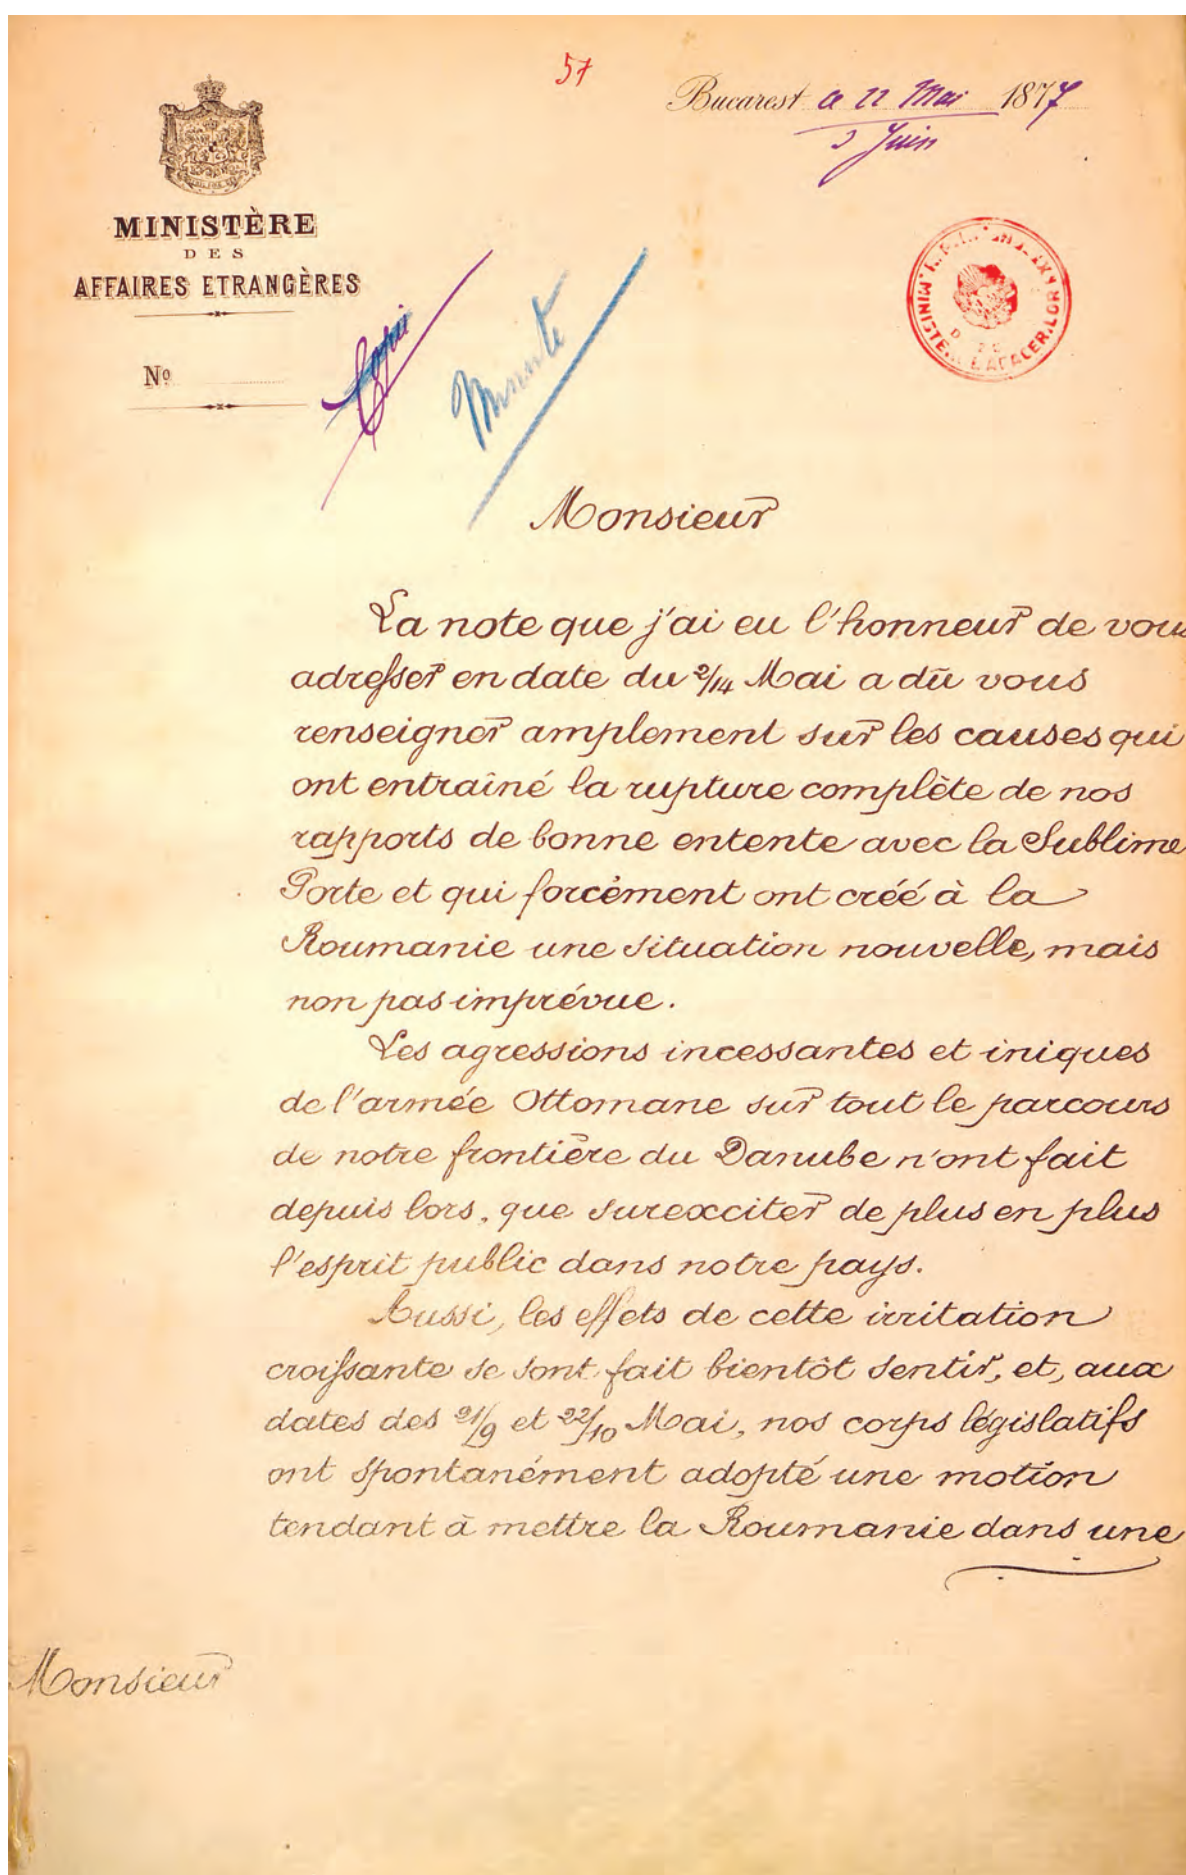 57
Bucarest ce 22 Mai 1877
3 Juin
MINISTÈRE
DES
AFFAIRES ETRANGÈRES
Nº
Copie
Minute
Monsieur
La note que j'ai eu l'honneur de vous
adresser en date du 2/14 Mai a dû vous
renseigner amplement sur les causes qui
ont entraîné la rupture complète de nos
rapports de bonne entente avec la Sublime
Porte et qui forcément ont créé à la
Roumanie une situation nouvelle, mais
non pas imprévue.
Les agressions incessantes et iniques
de l'armée Ottomane sur tout le parcours
de notre frontière du Danube n'ont fait
depuis lors, que surexciter de plus en plus
l'esprit public dans notre pays.
Aussi, les effets de cette irritation
croissante se sont fait bientôt sentir, et, aux
dates des 21/9 et 22/10 Mai, nos corps législatifs
ont spontanément adopté une motion
tendant à mettre la Roumanie dans une
Monsieur